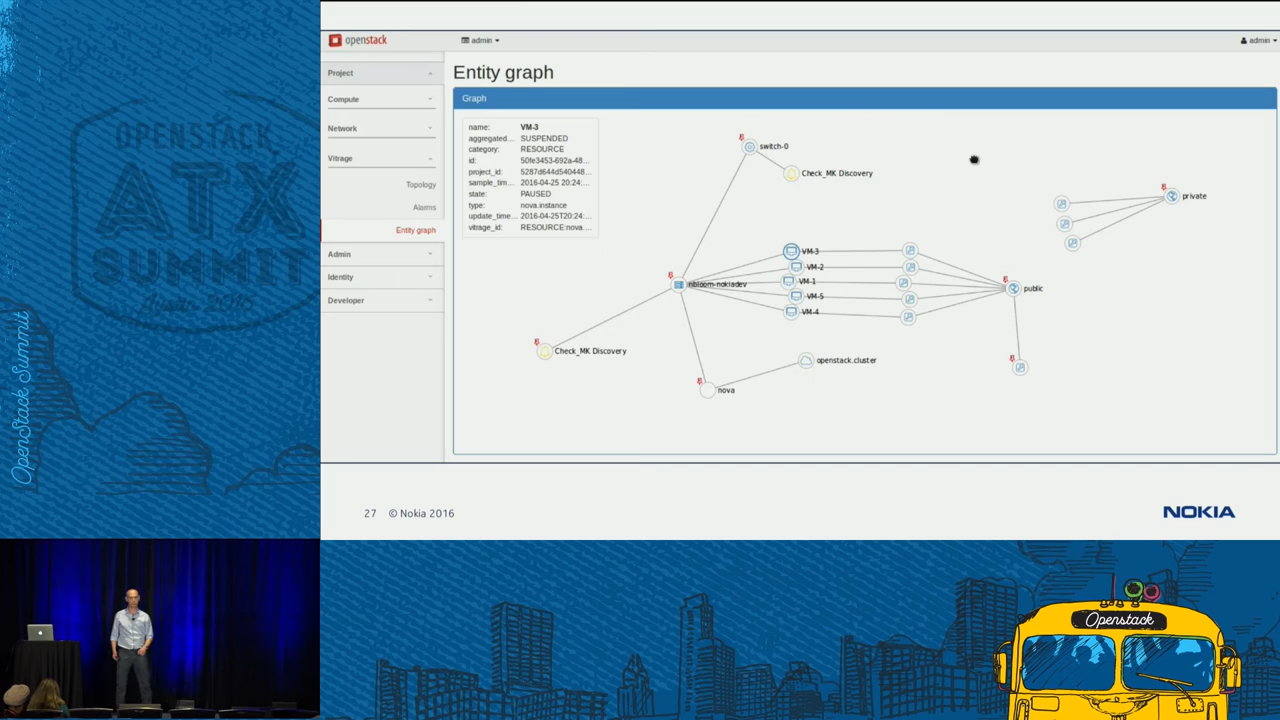 OPENSTACK
ATX
SUMMIT
OpenStack Summit
openstack
admin
admin
Project
Compute
Network
Vitrage
Topology
Alarms
Entity graph
Admin
Identity
Developer
Entity graph
Graph
name: VM-3
aggregated... SUSPENDED
category: RESOURCE
id: 50fe3453-692a-48...
project_id: 5287d644d540448...
sample_tim... 2016-04-25 20:24:...
state: PAUSED
type: nova.instance
update_time... 2016-04-25T20:24:...
vitrage_id: RESOURCE:nova....
switch-0
Check_MK Discovery
private
VM-3
VM-2
nbloom-nokiadev
VM-1
public
VM-5
VM-4
Check_MK Discovery
openstack.cluster
nova
27 © Nokia 2016
NOKIA
Openstack